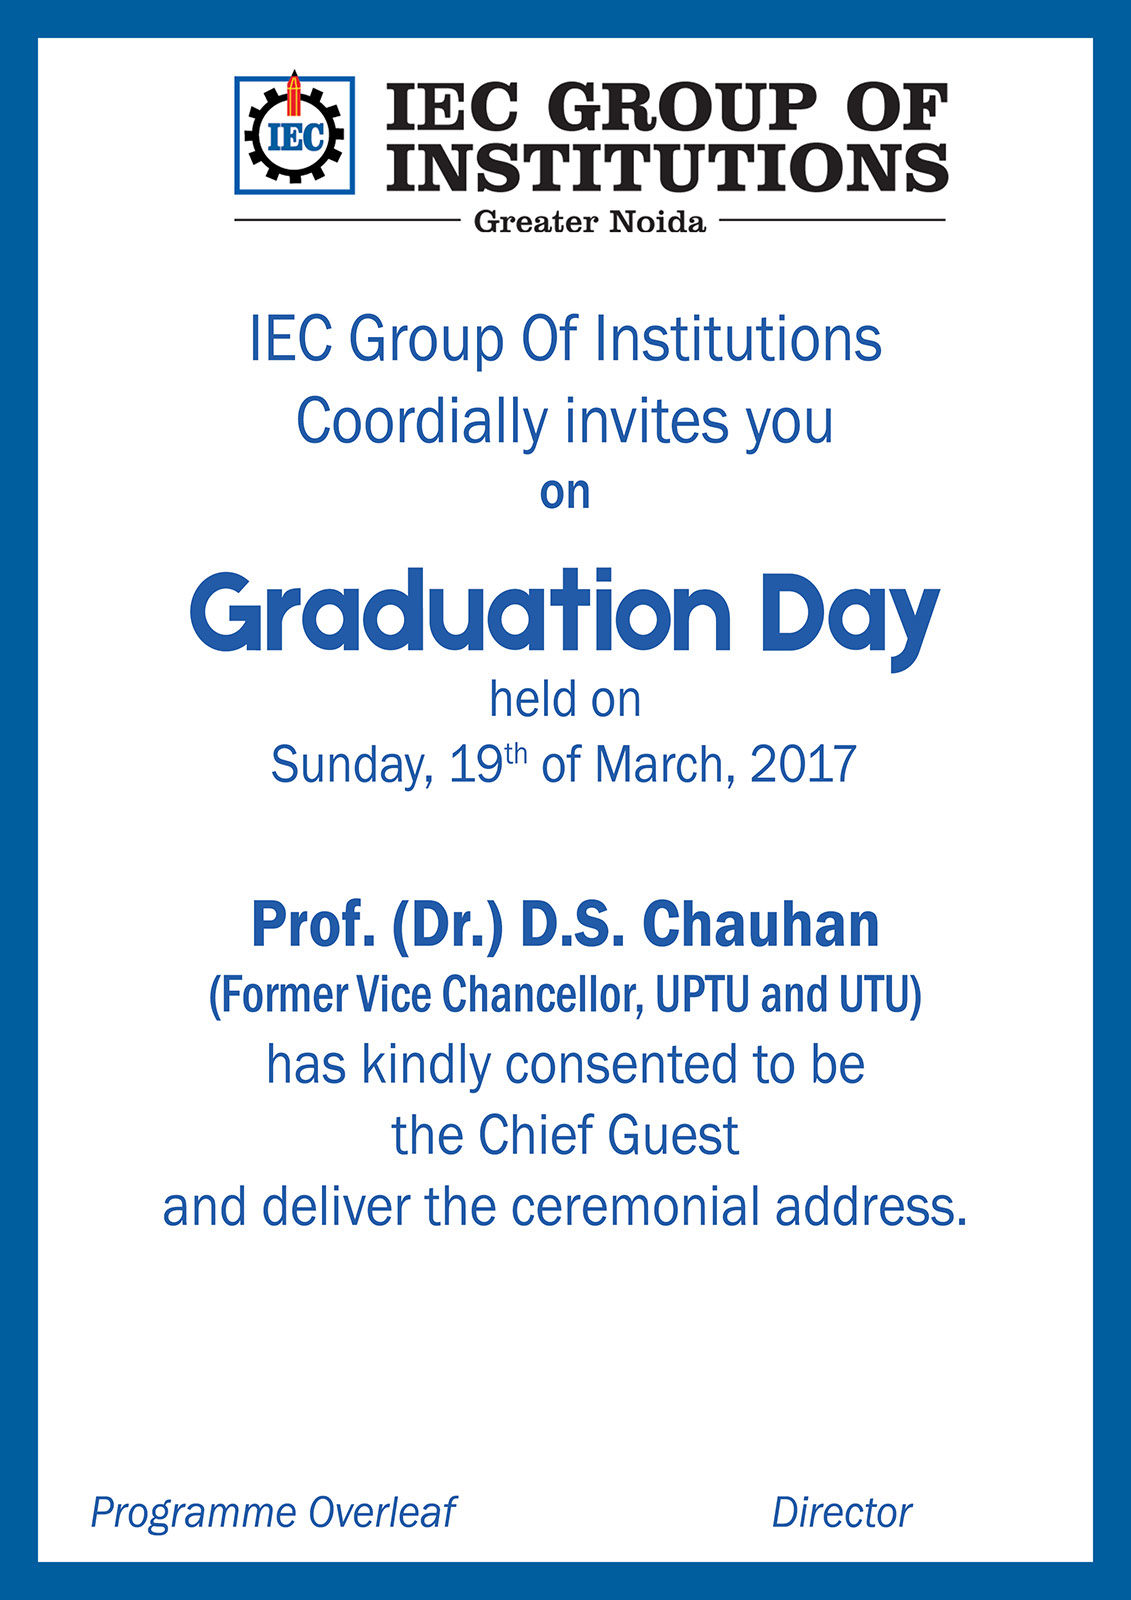 IEC
IEC GROUP OF
INSTITUTIONS
Greater Noida
IEC Group Of Institutions
Coordially invites you
on
Graduation Day
held on
Sunday, 19th of March, 2017
Prof. (Dr.) D.S. Chauhan
(Former Vice Chancellor, UPTU and UTU)
has kindly consented to be
the Chief Guest
and deliver the ceremonial address.
Programme Overleaf
Director